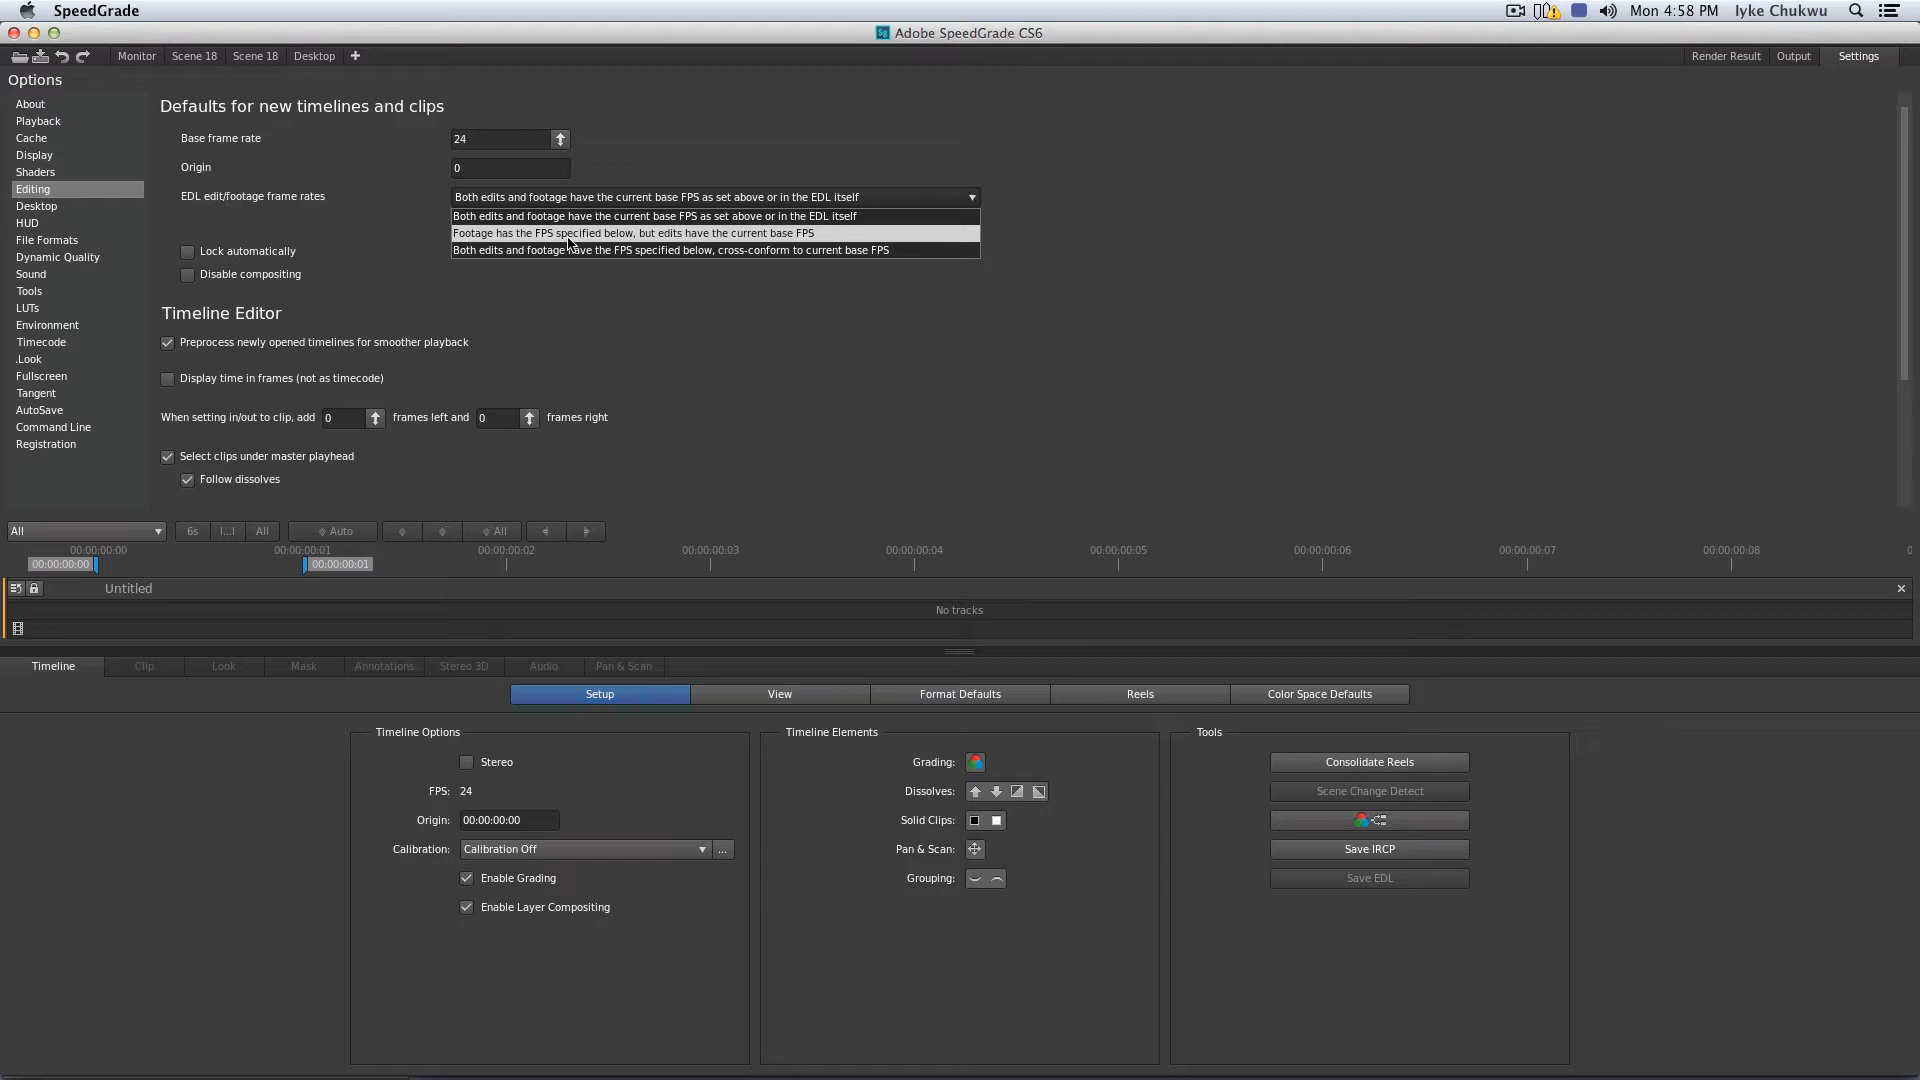 SpeedGrade
Mon 4:58 PM
Iyke Chukwu
Adobe SpeedGrade CS6
Monitor
Scene 18
Scene 18
Desktop
Render Result
Output
Settings
Options
About
Playback
Cache
Display
Shaders
Editing
Desktop
HUD
File Formats
Dynamic Quality
Sound
Tools
LUTs
Environment
Timecode
.Look
Fullscreen
Tangent
AutoSave
Command Line
Registration
Defaults for new timelines and clips
Base frame rate
24
Origin
0
EDL edit/footage frame rates
Both edits and footage have the current base FPS as set above or in the EDL itself
Both edits and footage have the current base FPS as set above or in the EDL itself
Footage has the FPS specified below, but edits have the current base FPS
Both edits and footage have the FPS specified below, cross-conform to current base FPS
Lock automatically
Disable compositing
Timeline Editor
Preprocess newly opened timelines for smoother playback
Display time in frames (not as timecode)
When setting in/out to clip, add 0 frames left and 0 frames right
Select clips under master playhead
Follow dissolves
All
6s
I...I
All
Auto
All
00:00:00:00
00:00:00:01
00:00:00:02
00:00:00:03
00:00:00:04
00:00:00:05
00:00:00:06
00:00:00:07
00:00:00:08
0
00:00:00:00
00:00:00:01
Untitled
No tracks
Timeline
Clip
Look
Mask
Annotations
Stereo 3D
Audio
Pan & Scan
Setup
View
Format Defaults
Reels
Color Space Defaults
Timeline Options
Stereo
FPS: 24
Origin: 00:00:00:00
Calibration: Calibration Off
...
Enable Grading
Enable Layer Compositing
Timeline Elements
Grading:
Dissolves:
Solid Clips:
Pan & Scan:
Grouping:
Tools
Consolidate Reels
Scene Change Detect
Save IRCP
Save EDL